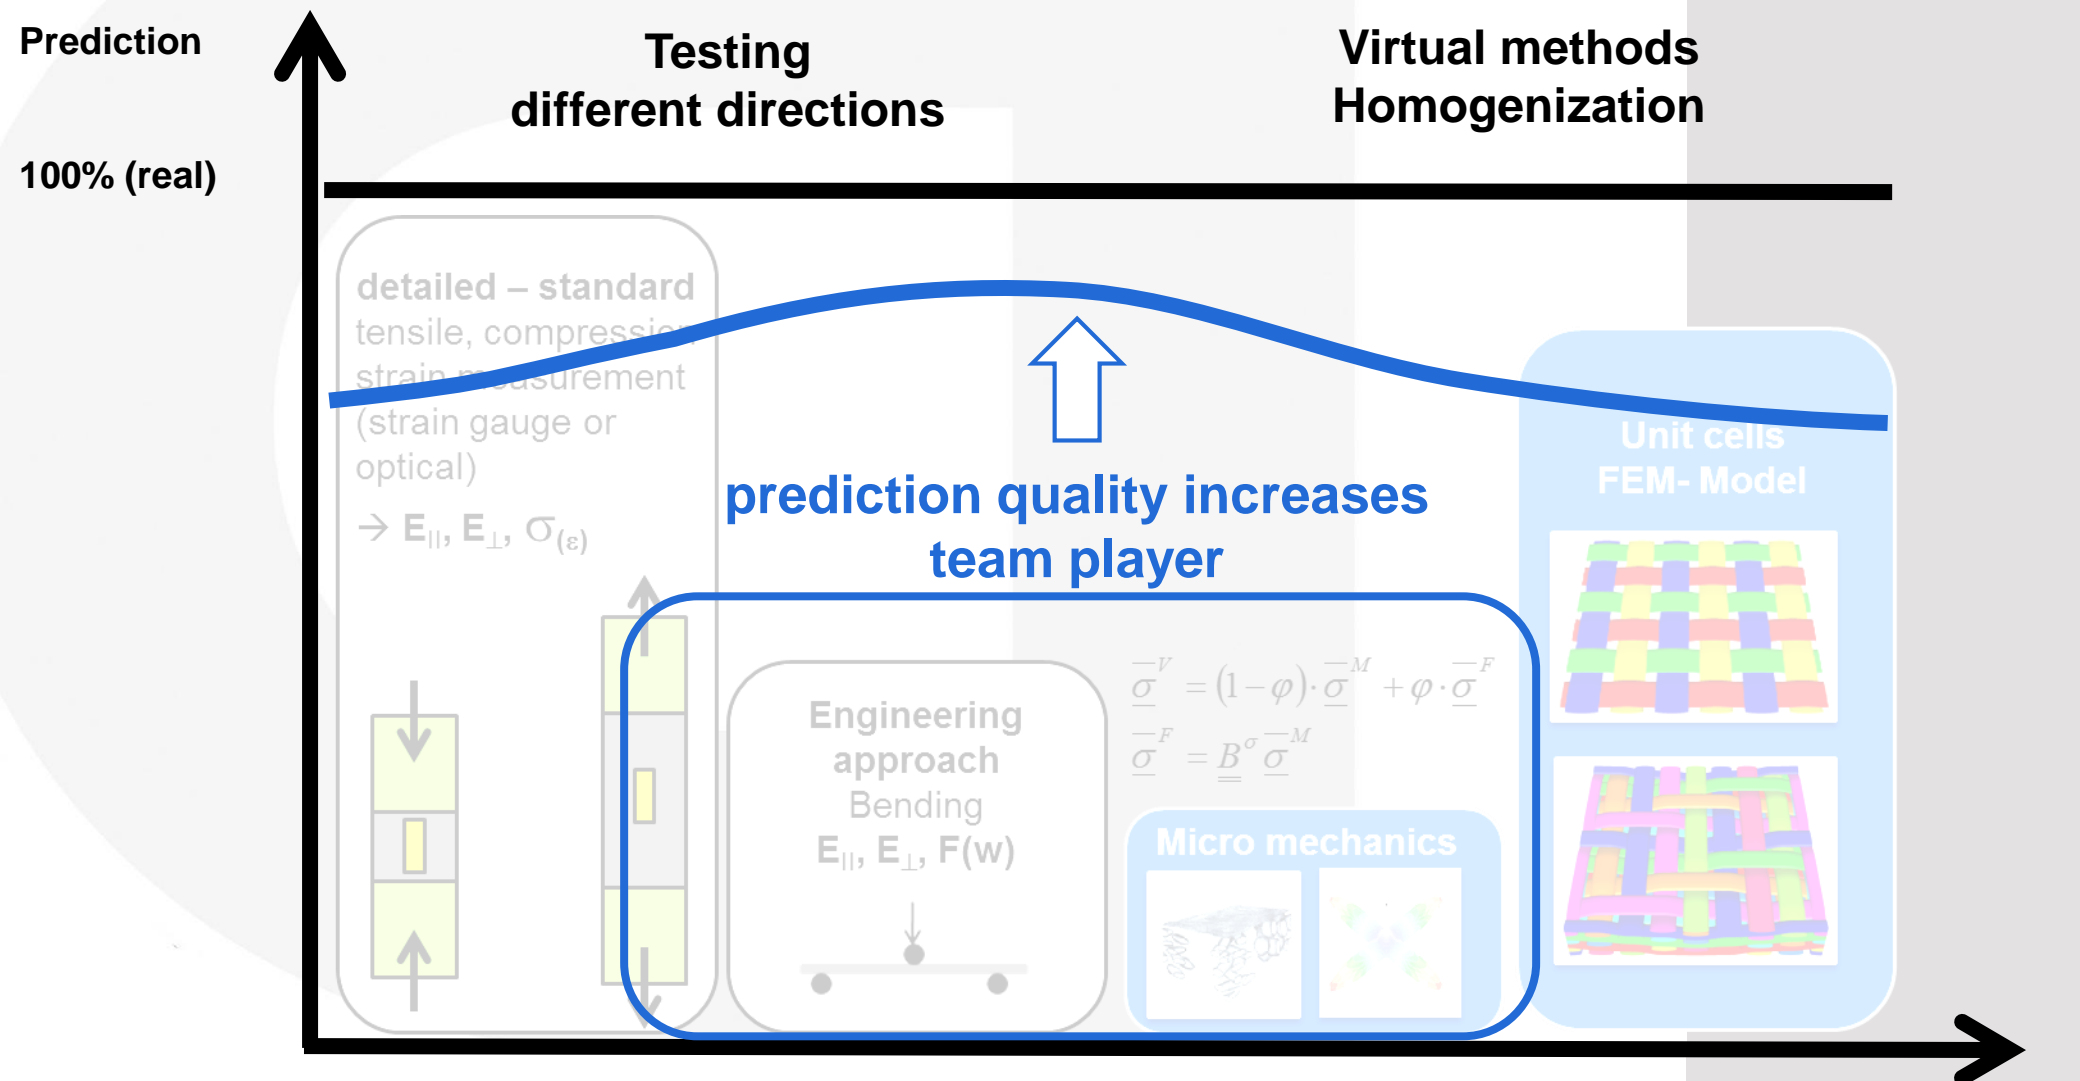 Prediction
100% (real)
Testing
different directions
Virtual methods
Homogenization
detailed – standard
tensile, compression
strain measurement
(strain gauge or
optical)
→ E||, E⊥, σ(ε)
prediction quality increases
team player
Engineering
approach
Bending
E||, E⊥, F(w)
σ^V = (1−φ)·σ^M + φ·σ^F
σ^F = B^σ σ^M
Micro mechanics
Unit cells
FEM- Model